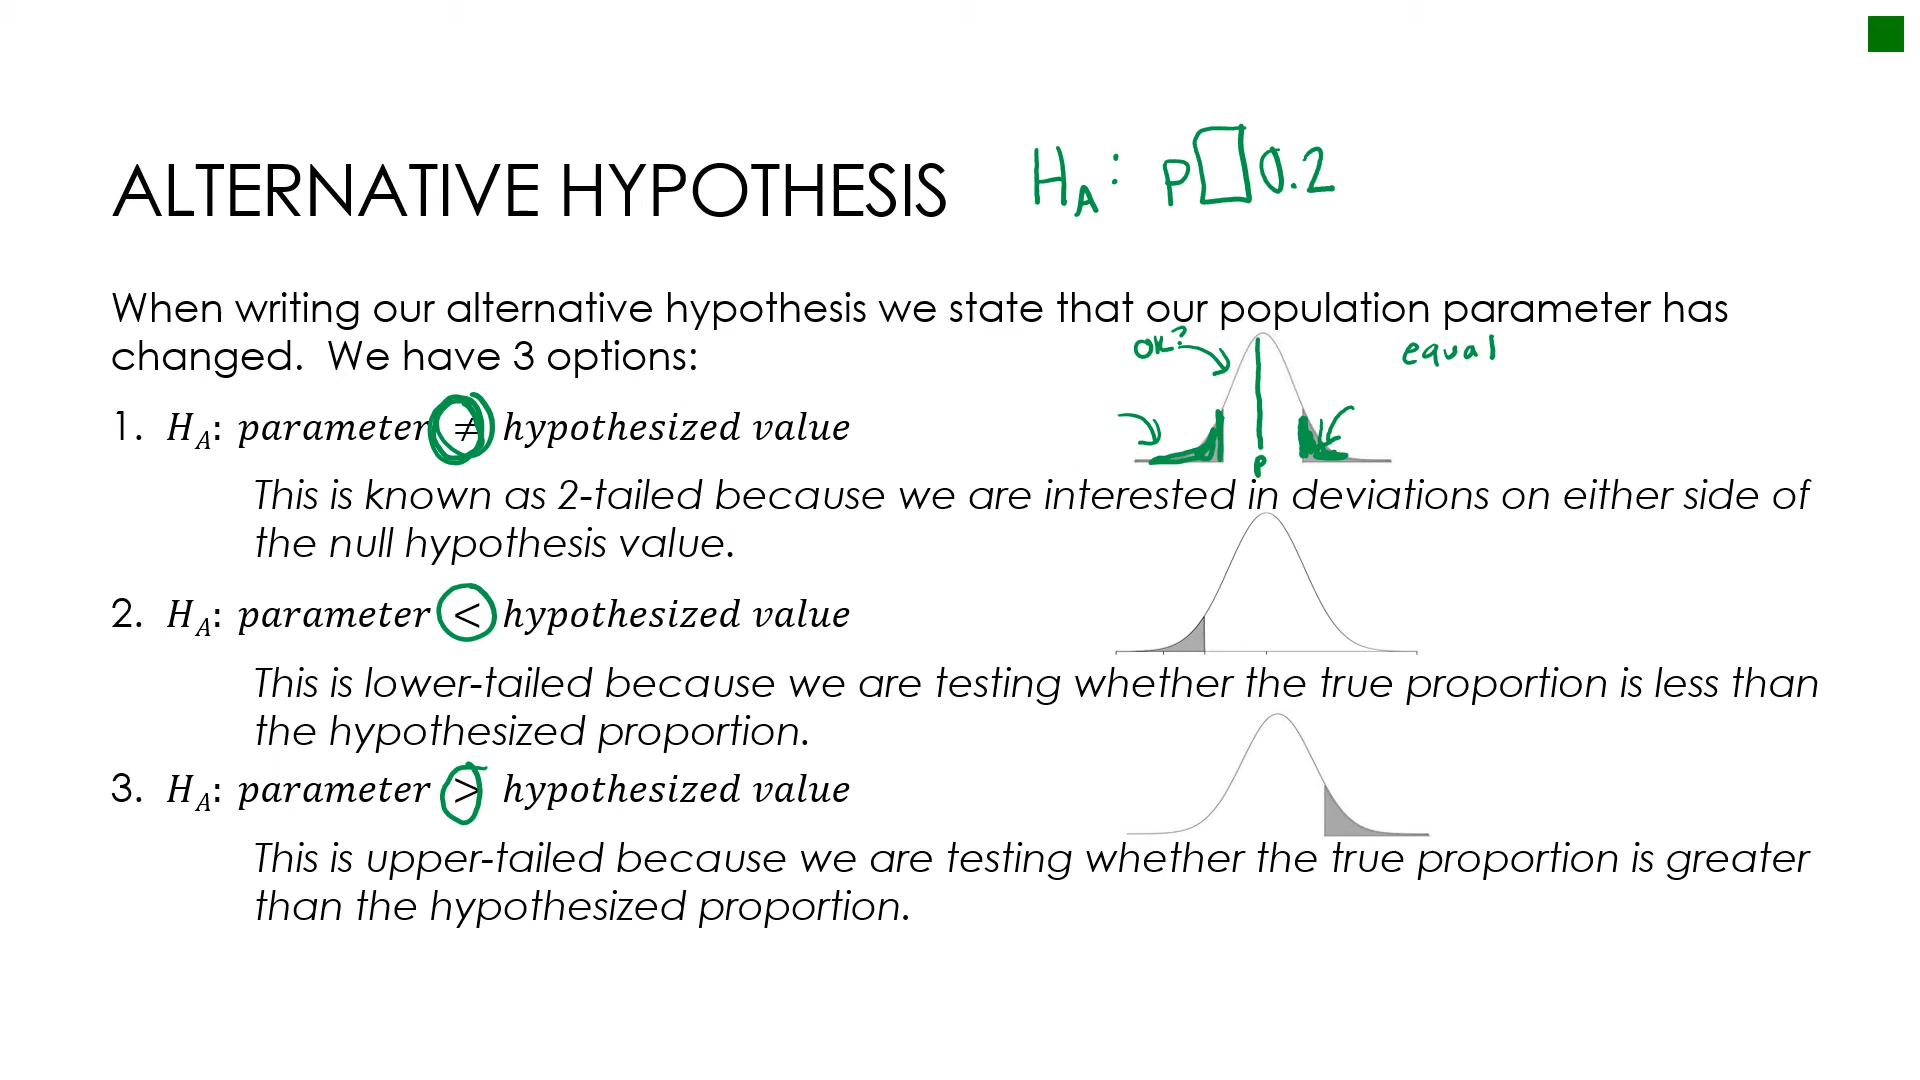 ALTERNATIVE HYPOTHESIS
H_A: p □ 0.2
When writing our alternative hypothesis we state that our population parameter has
changed. We have 3 options:
OK?
equal
1. H_A: parameter ≠ hypothesized value
p
This is known as 2-tailed because we are interested in deviations on either side of
the null hypothesis value.
2. H_A: parameter < hypothesized value
This is lower-tailed because we are testing whether the true proportion is less than
the hypothesized proportion.
3. H_A: parameter > hypothesized value
This is upper-tailed because we are testing whether the true proportion is greater
than the hypothesized proportion.